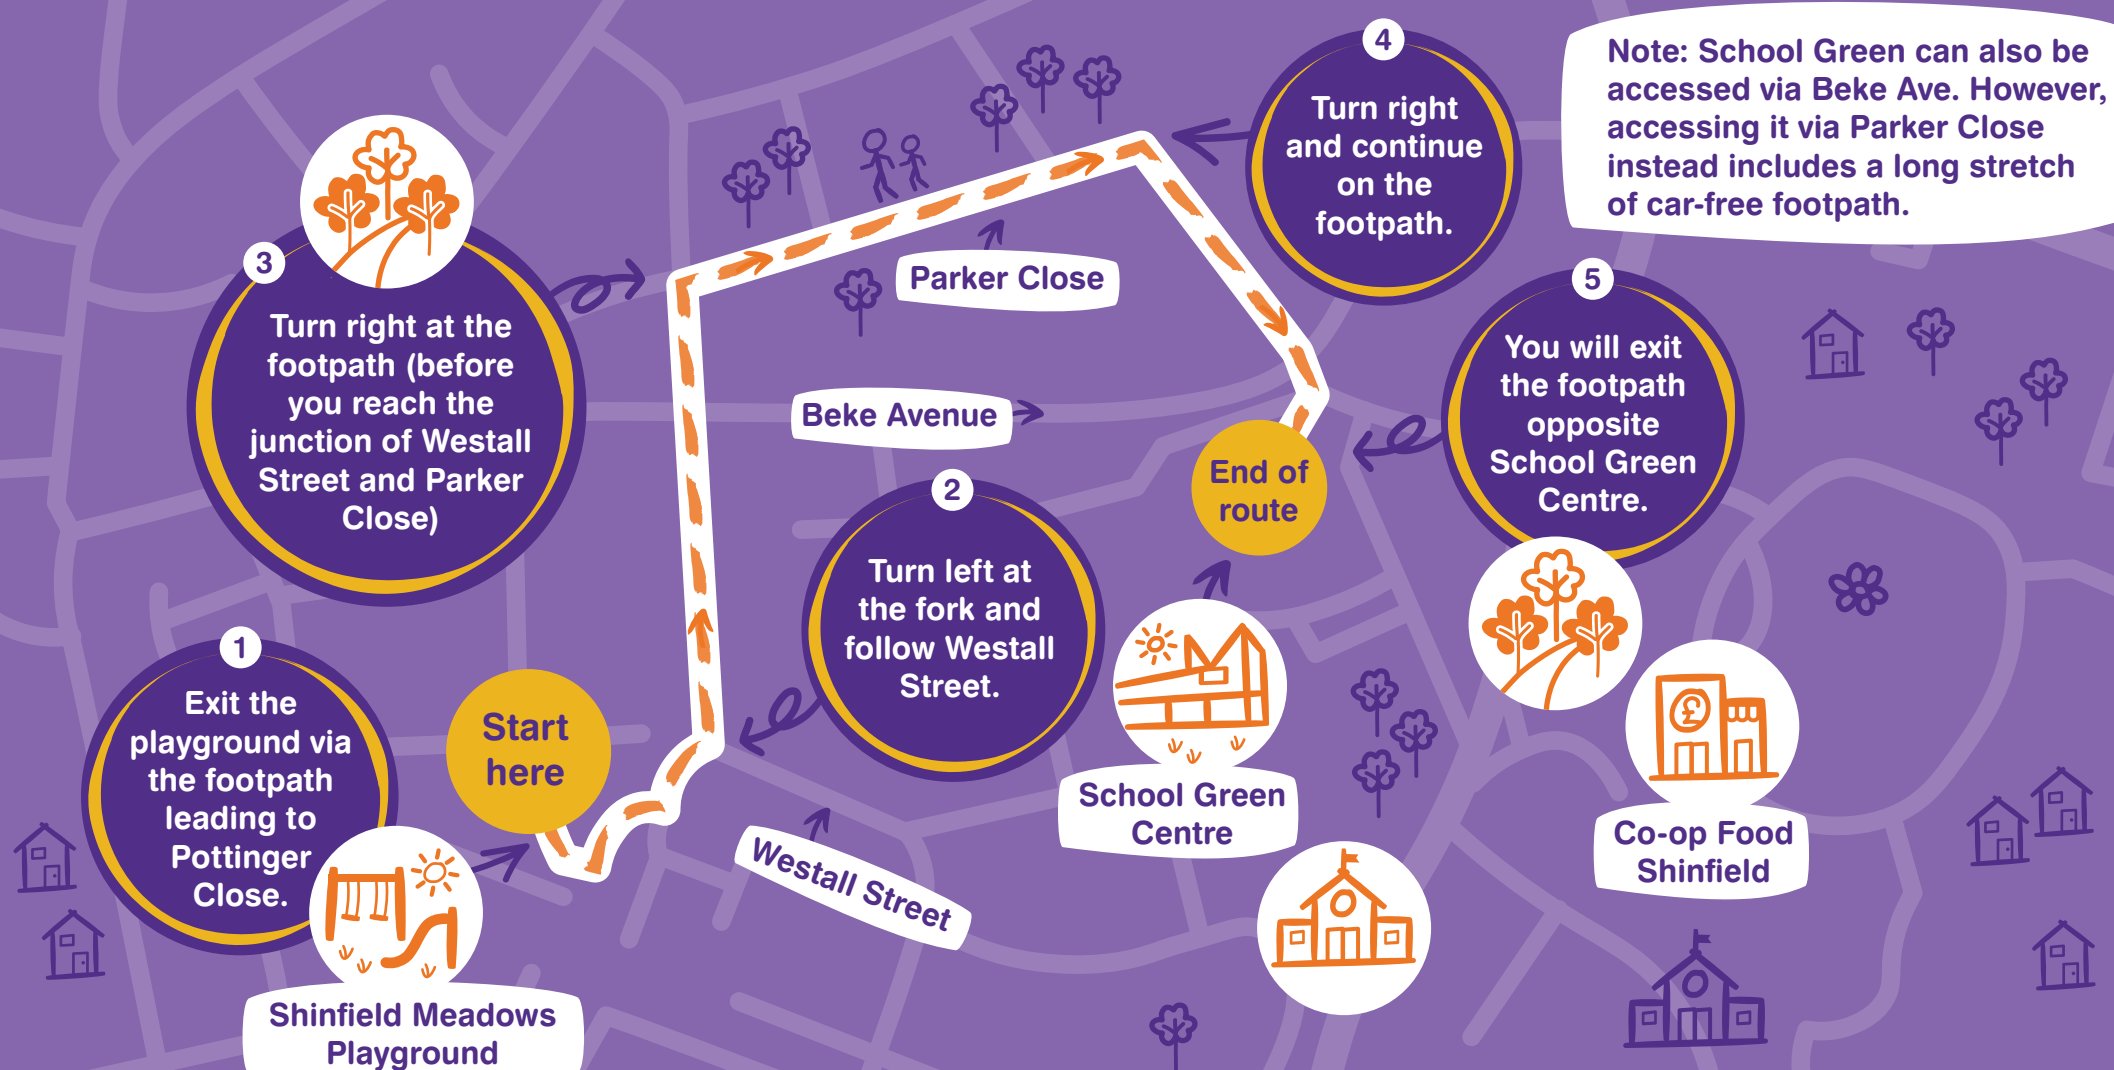 1
Exit the
playground via
the footpath
leading to
Pottinger
Close.
Shinfield Meadows
Playground
Start
here
2
Turn left at
the fork and
follow Westall
Street.
Westall Street
3
Turn right at the
footpath (before
you reach the
junction of Westall
Street and Parker
Close)
Parker Close
Beke Avenue
4
Turn right
and continue
on the
footpath.
5
You will exit
the footpath
opposite
School Green
Centre.
End of
route
School Green
Centre
£
Co-op Food
Shinfield
Note: School Green can also be
accessed via Beke Ave. However,
accessing it via Parker Close
instead includes a long stretch
of car-free footpath.